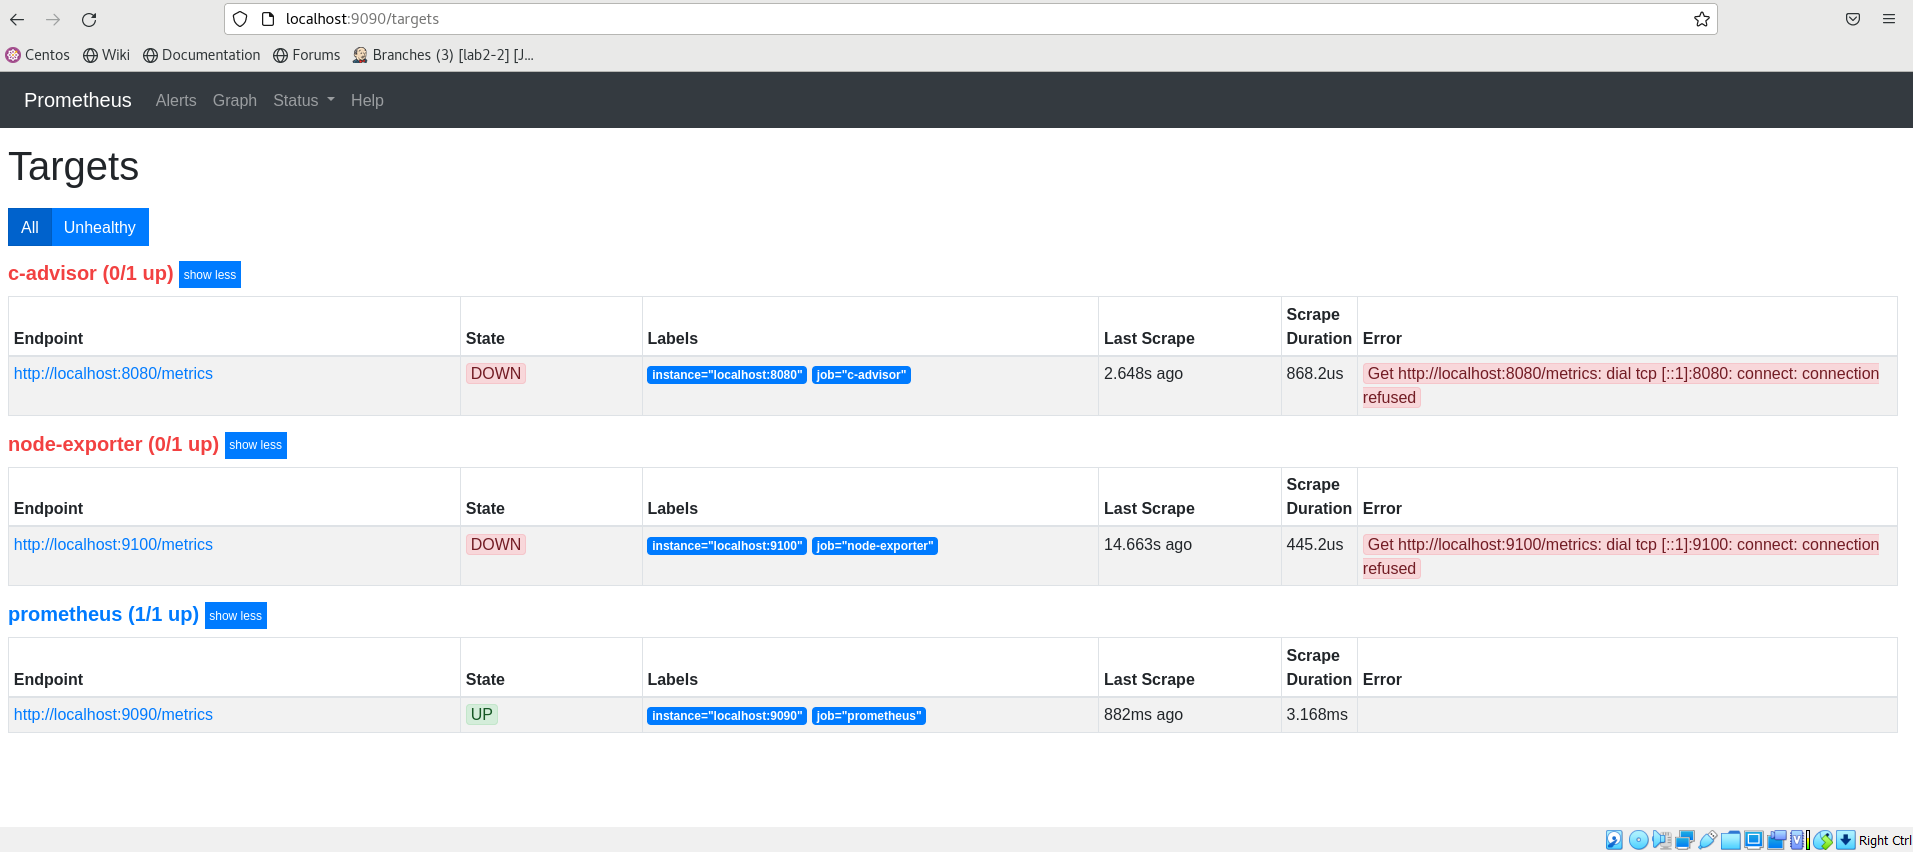 localhost:9090/targets
Centos Wiki Documentation Forums Branches (3) [lab2-2] [J...
Prometheus Alerts Graph Status Help
Targets
All Unhealthy
c-advisor (0/1 up) show less
Endpoint State Labels Last Scrape Scrape Duration Error
http://localhost:8080/metrics DOWN instance="localhost:8080" job="c-advisor" 2.648s ago 868.2us Get http://localhost:8080/metrics: dial tcp [::1]:8080: connect: connection
refused
node-exporter (0/1 up) show less
Endpoint State Labels Last Scrape Scrape Duration Error
http://localhost:9100/metrics DOWN instance="localhost:9100" job="node-exporter" 14.663s ago 445.2us Get http://localhost:9100/metrics: dial tcp [::1]:9100: connect: connection
refused
prometheus (1/1 up) show less
Endpoint State Labels Last Scrape Scrape Duration Error
http://localhost:9090/metrics UP instance="localhost:9090" job="prometheus" 882ms ago 3.168ms
Right Ctrl